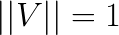 ||V|| = 1